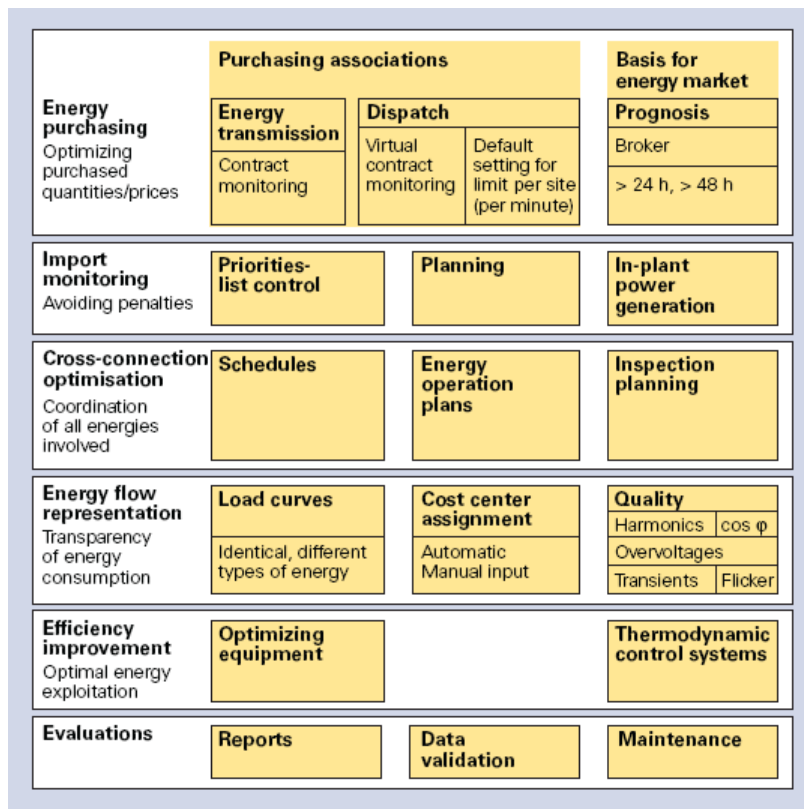 Purchasing associations
Basis for
energy market
Energy
purchasing
Optimizing
purchased
quantities/prices
Energy
transmission
Contract
monitoring
Dispatch
Virtual
contract
monitoring
Default
setting for
limit per site
(per minute)
Prognosis
Broker
> 24 h, > 48 h
Import
monitoring
Avoiding penalties
Priorities-
list control
Planning
In-plant
power
generation
Cross-connection
optimisation
Coordination
of all energies
involved
Schedules
Energy
operation
plans
Inspection
planning
Energy flow
representation
Transparency
of energy
consumption
Load curves
Identical, different
types of energy
Cost center
assignment
Automatic
Manual input
Quality
Harmonics
cos φ
Overvoltages
Transients
Flicker
Efficiency
improvement
Optimal energy
exploitation
Optimizing
equipment
Thermodynamic
control systems
Evaluations
Reports
Data
validation
Maintenance